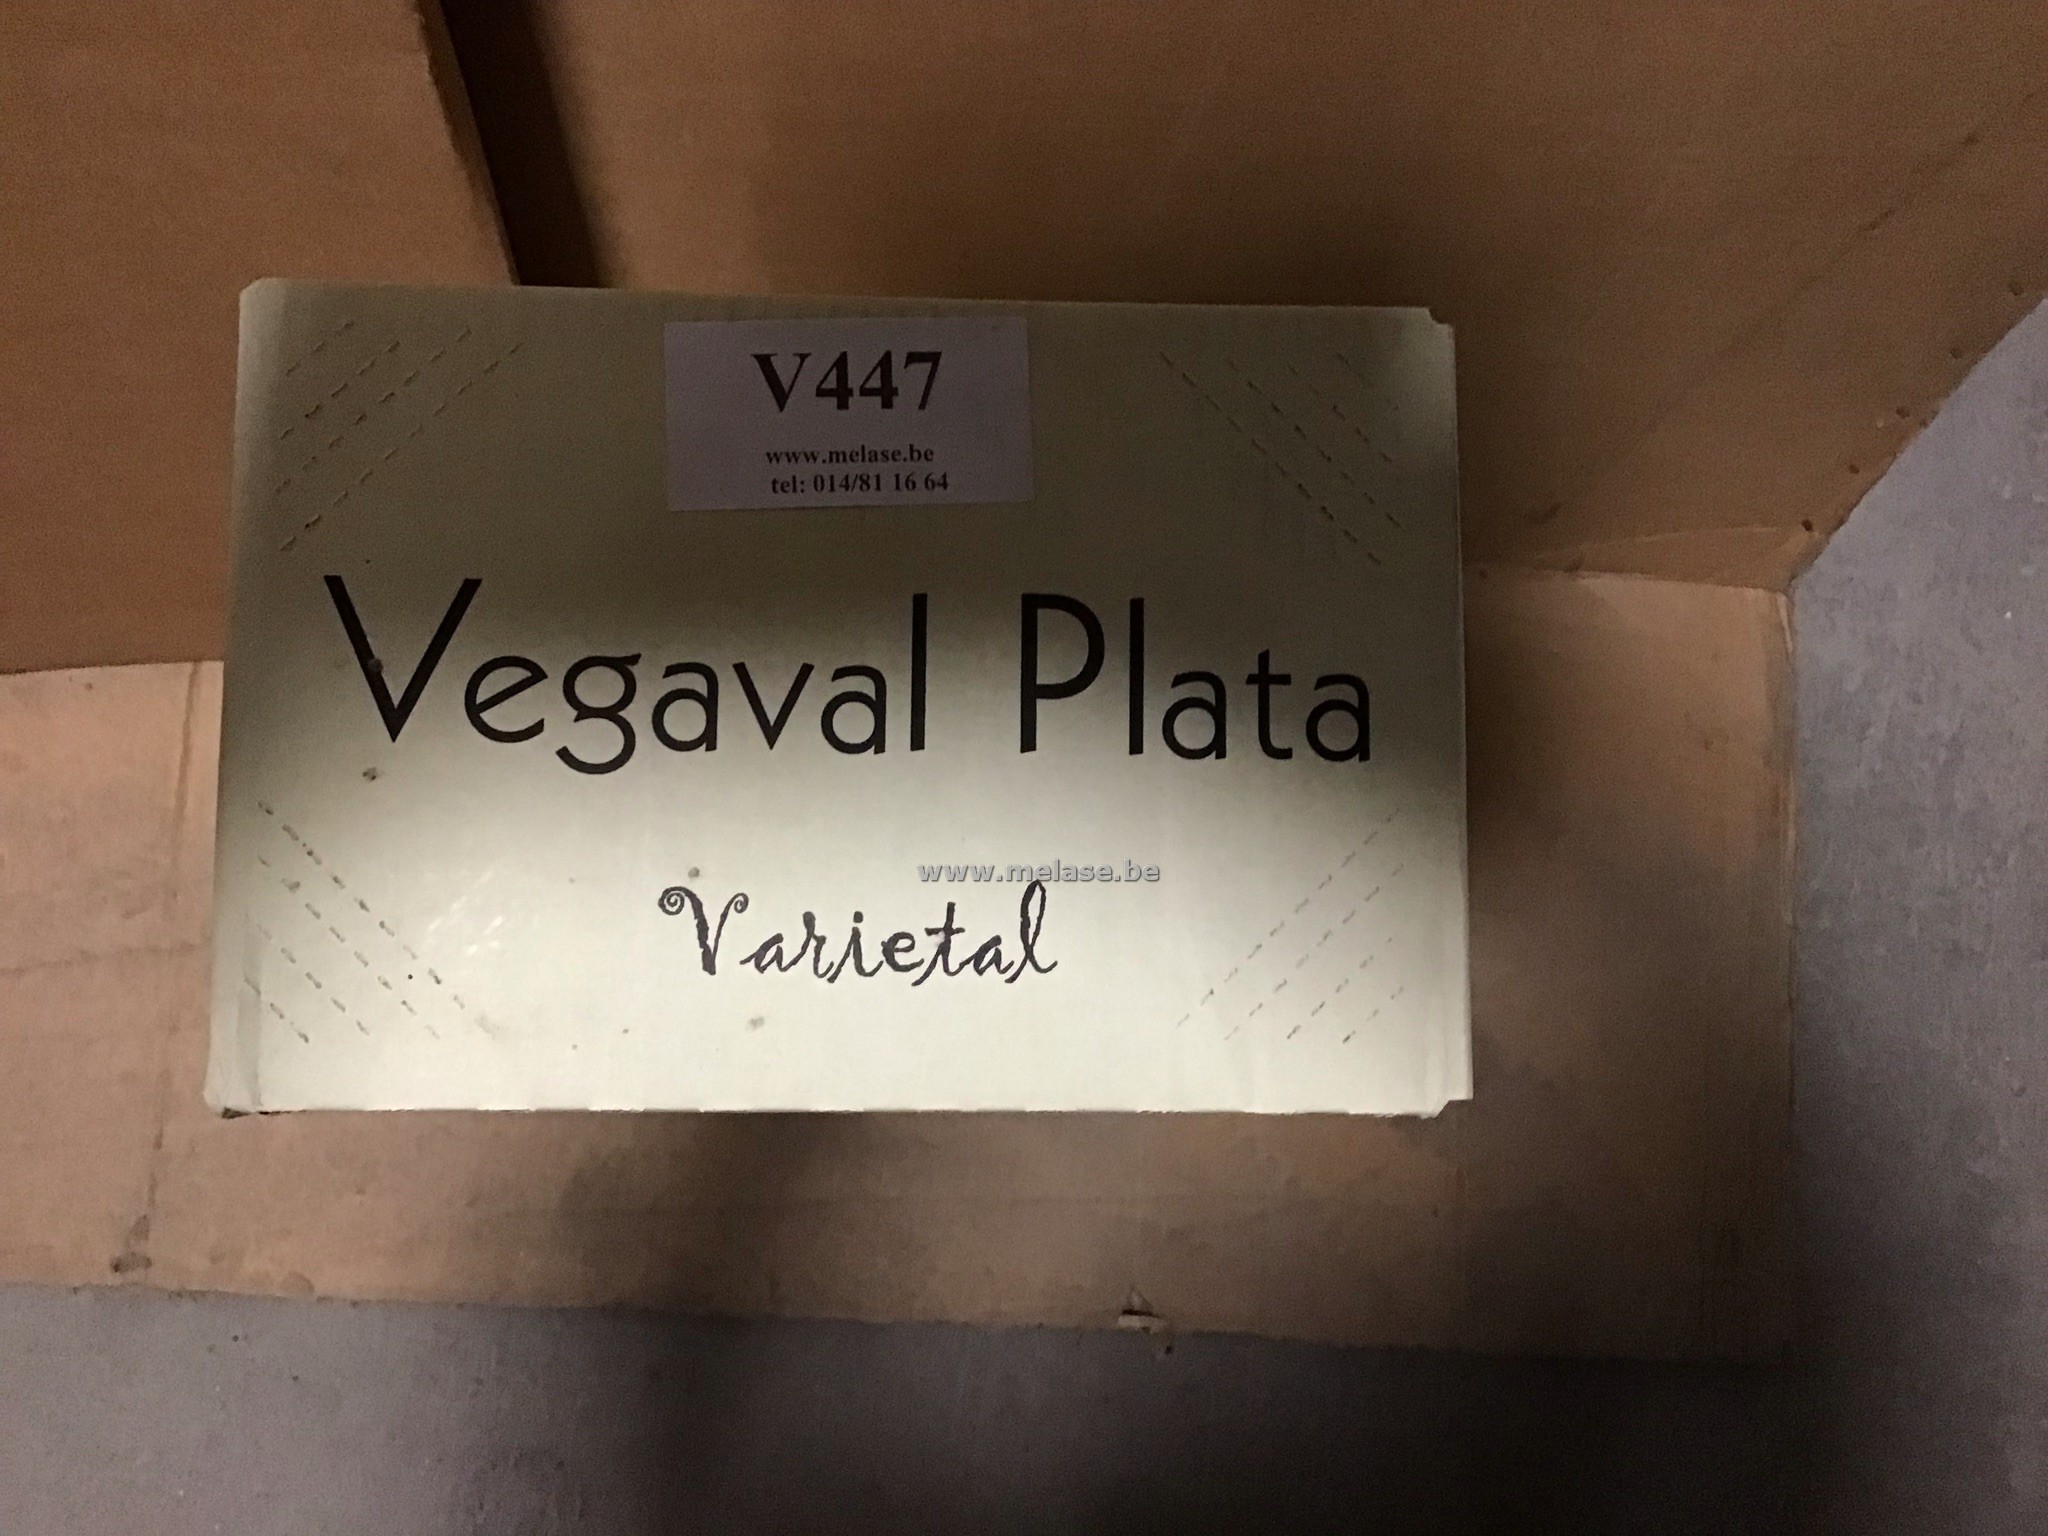 V447
www.melase.be
tel: 014/81 16 64
Vegaval Plata
www.melase.be
Varietal